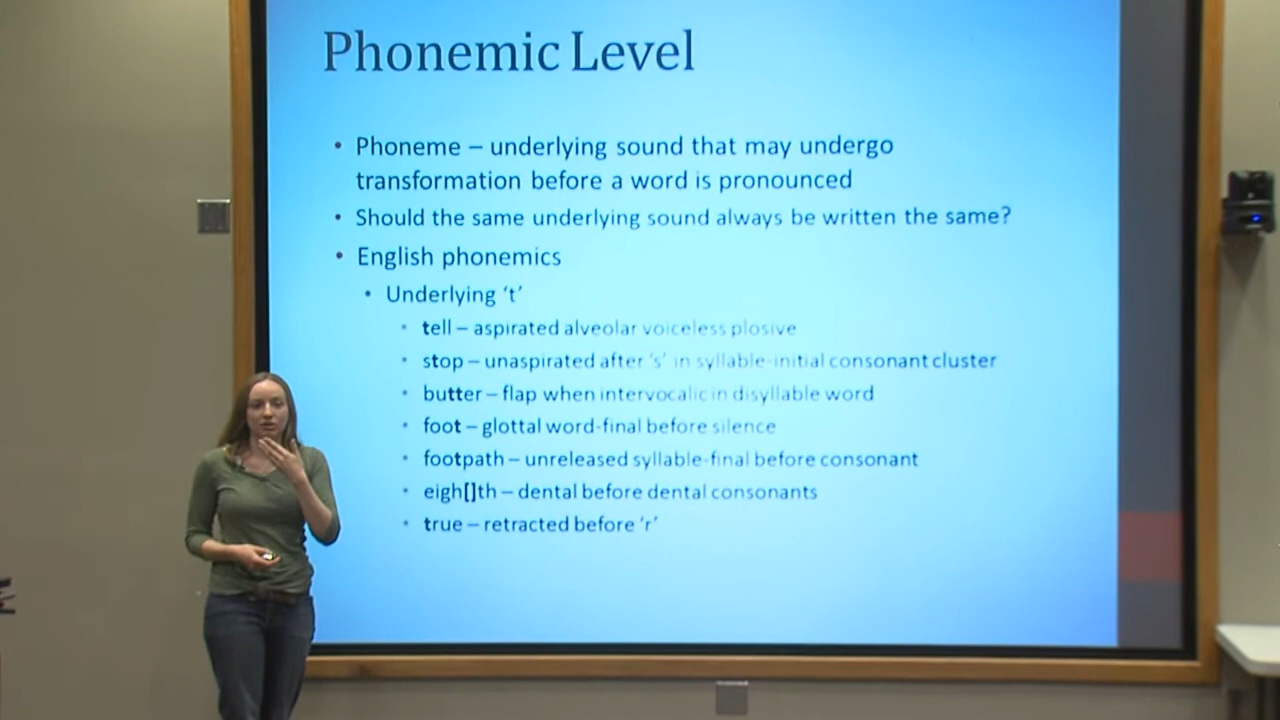 Phonemic Level
• Phoneme – underlying sound that may undergo
transformation before a word is pronounced
• Should the same underlying sound always be written the same?
• English phonemics
• Underlying ‘t’
• tell – aspirated alveolar voiceless plosive
• stop – unaspirated after ‘s’ in syllable-initial consonant cluster
• butter – flap when intervocalic in disyllable word
• foot – glottal word-final before silence
• footpath – unreleased syllable-final before consonant
• eigh[]th – dental before dental consonants
• true – retracted before ‘r’